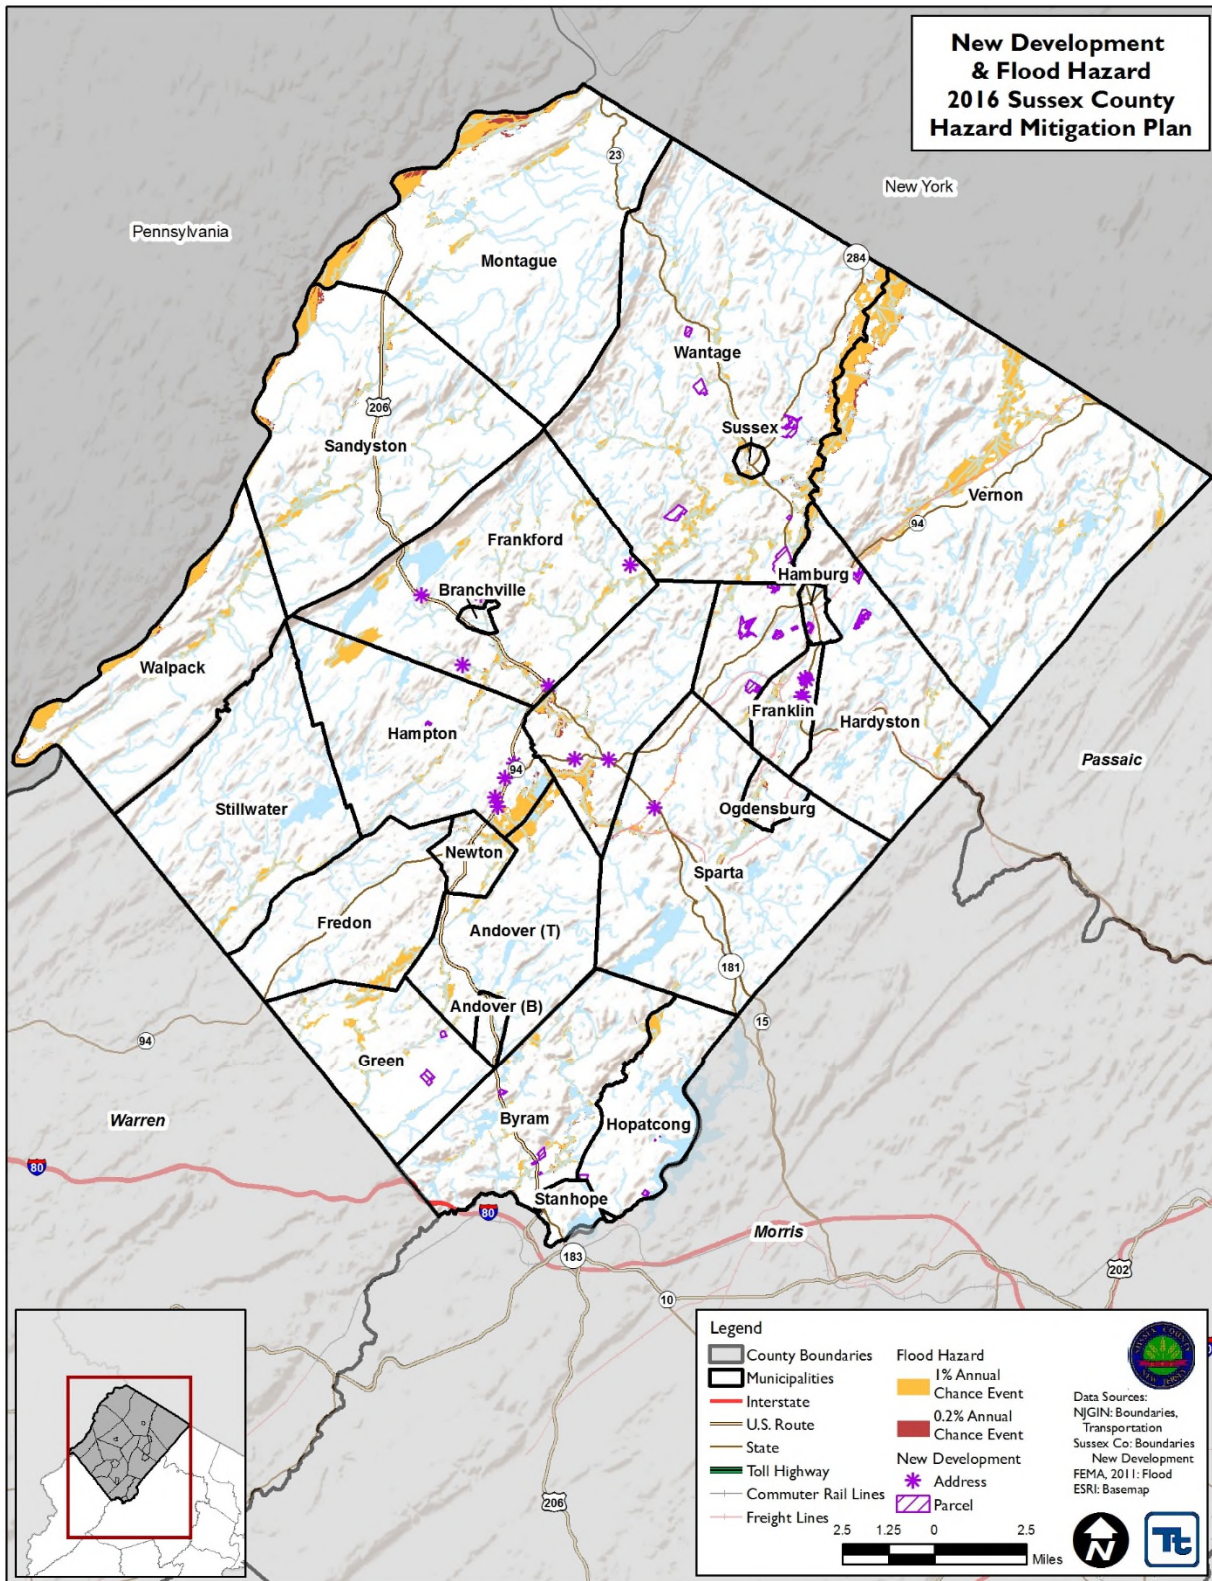 New Development
& Flood Hazard
2016 Sussex County
Hazard Mitigation Plan
New York
Pennsylvania
23
284
Montague
Wantage
206
Sussex
Sandyston
Vernon
94
Frankford
Hamburg
Branchville
Walpack
Franklin
Hardyston
Hampton
94
Passaic
Stillwater
Ogdensburg
Newton
Sparta
Fredon
Andover (T)
181
Andover (B)
15
94
Green
Byram
Hopatcong
Warren
80
Stanhope
80
Morris
183
202
10
206
Legend
County Boundaries
Municipalities
Interstate
U.S. Route
State
Toll Highway
Commuter Rail Lines
Freight Lines
Flood Hazard
1% Annual
Chance Event
0.2% Annual
Chance Event
New Development
Address
Parcel
SUSSEX COUNTY
NEW JERSEY
Data Sources:
NJGIN: Boundaries,
Transportation
Sussex Co: Boundaries
New Development
FEMA, 2011: Flood
ESRI: Basemap
2.5 1.25 0 2.5
Miles
N
Tt